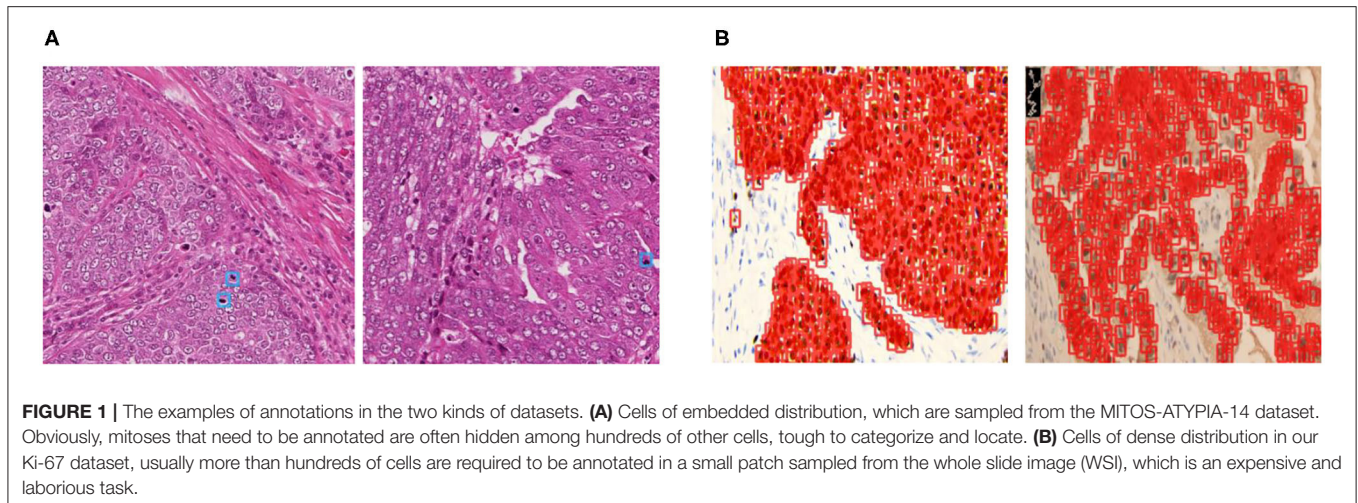 A
B
FIGURE 1 | The examples of annotations in the two kinds of datasets. (A) Cells of embedded distribution, which are sampled from the MITOS-ATYPIA-14 dataset.
Obviously, mitoses that need to be annotated are often hidden among hundreds of other cells, tough to categorize and locate. (B) Cells of dense distribution in our
Ki-67 dataset, usually more than hundreds of cells are required to be annotated in a small patch sampled from the whole slide image (WSI), which is an expensive and
laborious task.